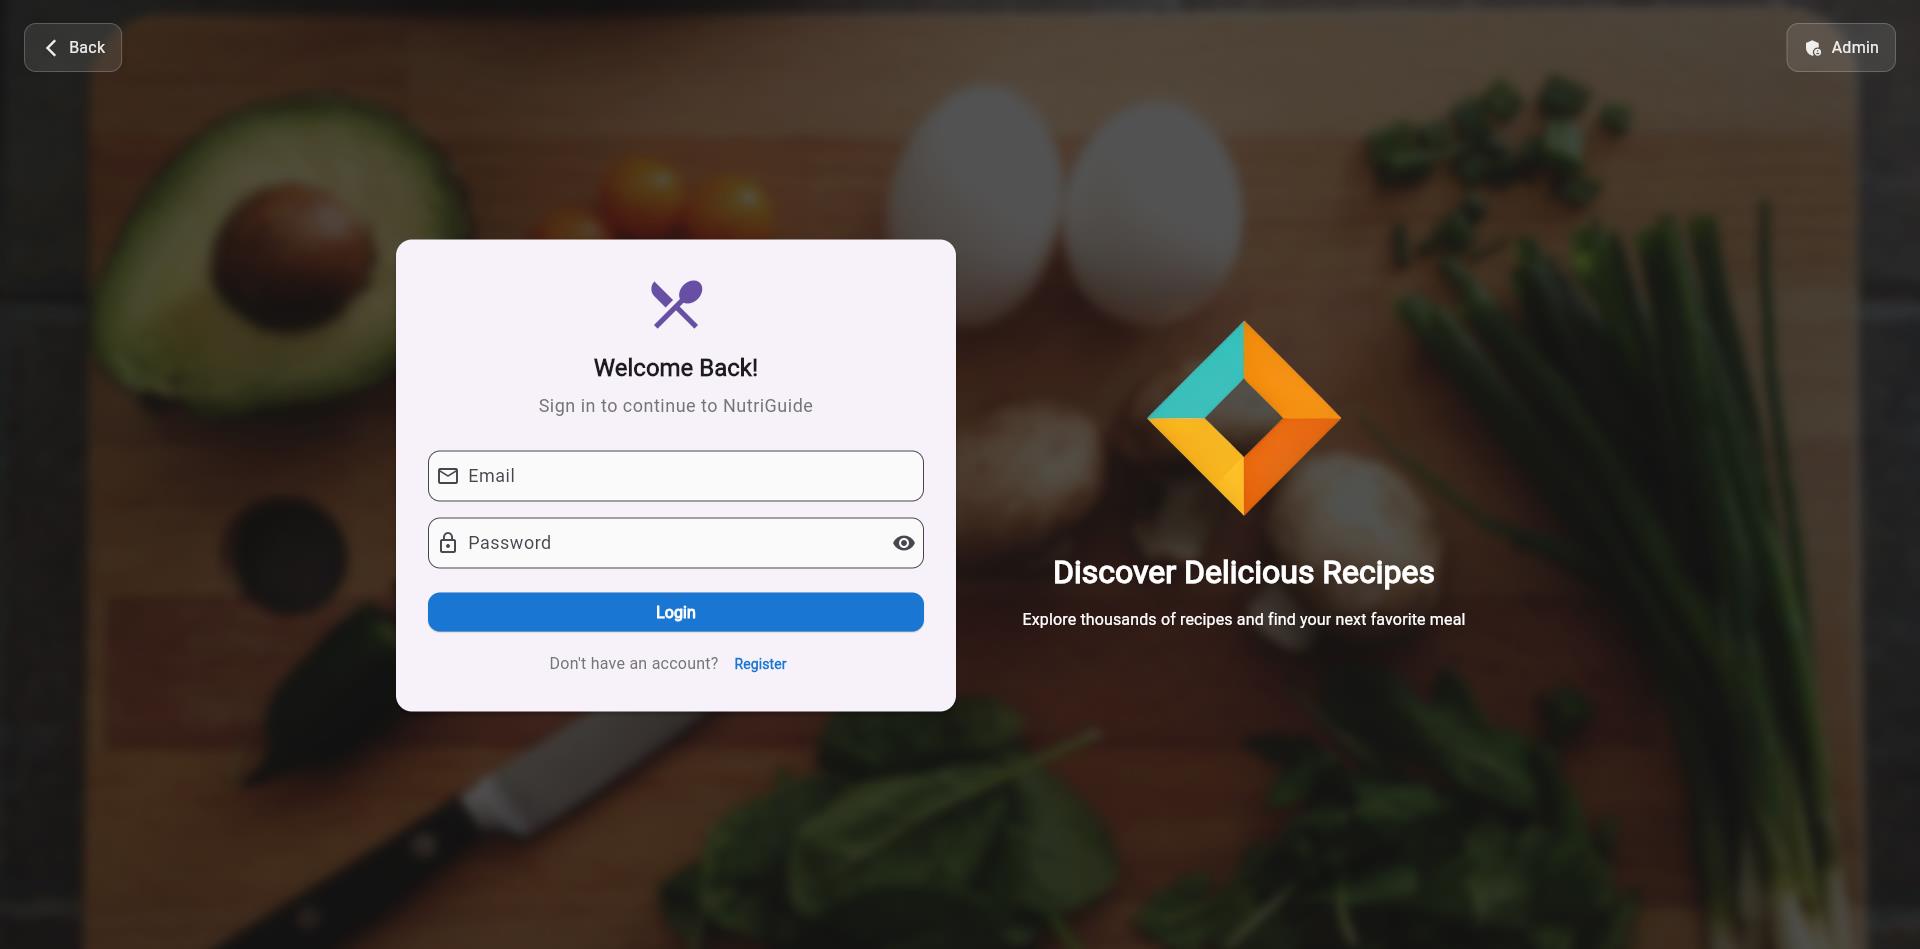 Back
Admin
Welcome Back!
Sign in to continue to NutriGuide
Email
Password
Login
Don't have an account? Register
Discover Delicious Recipes
Explore thousands of recipes and find your next favorite meal